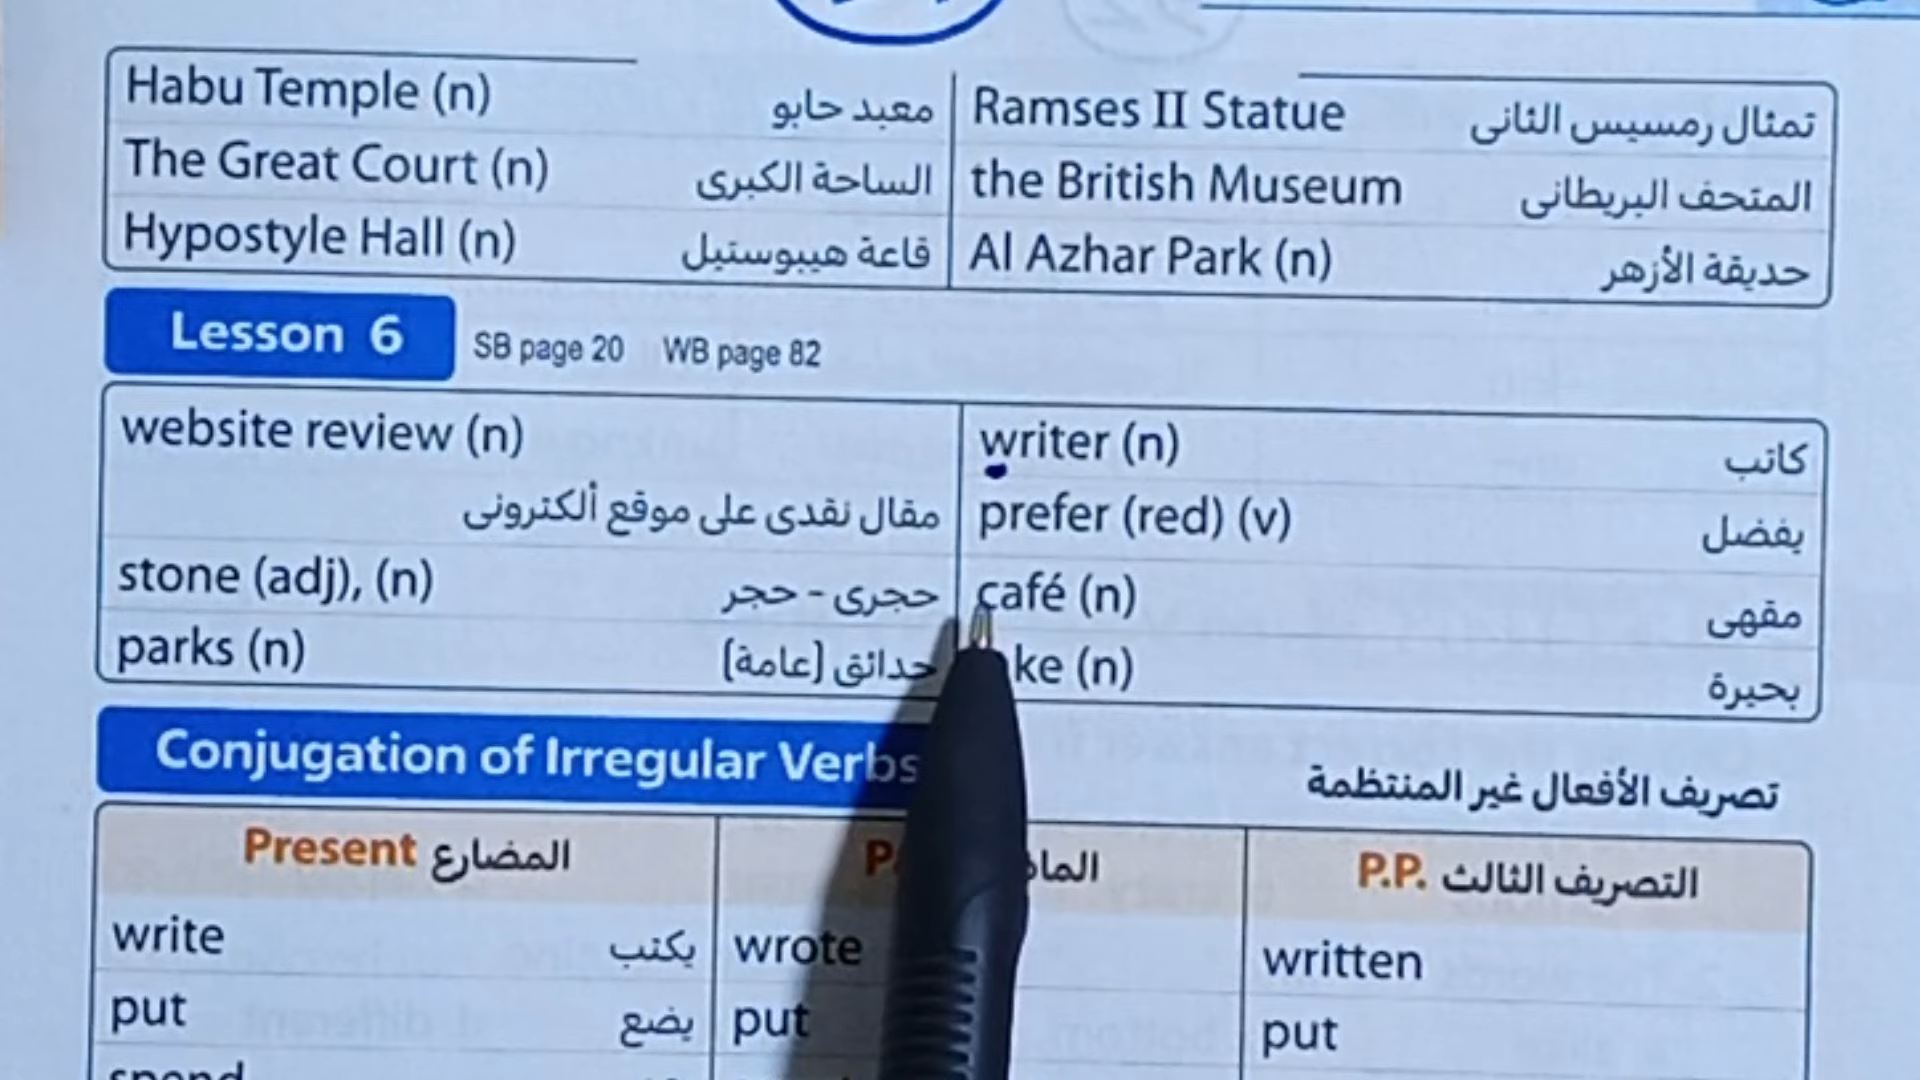 Habu Temple (n) معبد حابو
Ramses II Statue تمثال رمسيس الثانى
The Great Court (n) الساحة الكبرى
the British Museum المتحف البريطانى
Hypostyle Hall (n) قاعة هيبوستيل
Al Azhar Park (n) حديقة الأزهر
Lesson 6 SB page 20 WB page 82
website review (n)
مقال نقدى على موقع ألكترونى
writer (n) كاتب
prefer (red) (v) يفضل
stone (adj), (n) حجرى - حجر
café (n) مقهى
parks (n) حدائق (عامة)
ke (n) بحيرة
Conjugation of Irregular Verbs تصريف الأفعال غير المنتظمة
Present المضارع
P.P. التصريف الثالث
write يكتب wrote written
put يضع put put
spend